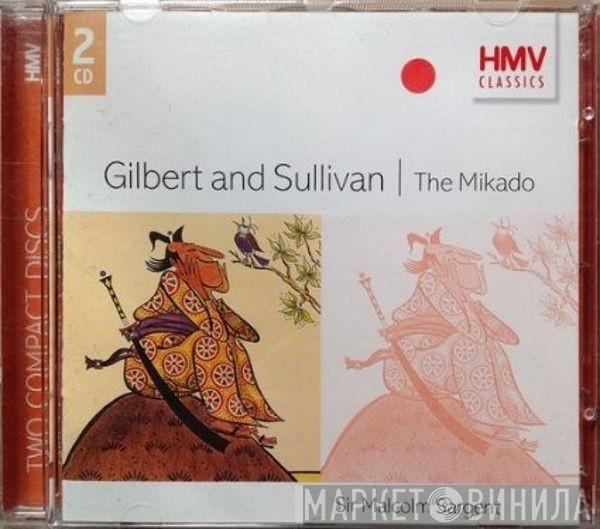 2
CD
HMV
HMV
CLASSICS
Gilbert and Sullivan | The Mikado
TWO COMPACT DISCS
Sir Malcolm Sargent
МАРКЕТ ВИНИЛА